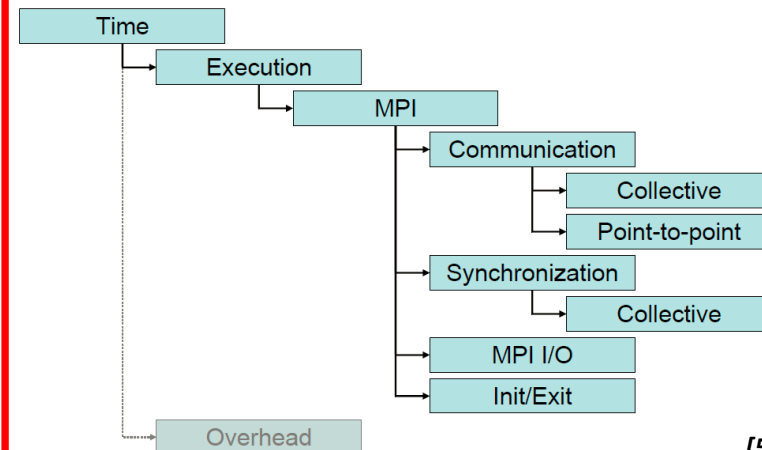 Time
Execution
MPI
Communication
Collective
Point-to-point
Synchronization
Collective
MPI I/O
Init/Exit
Overhead